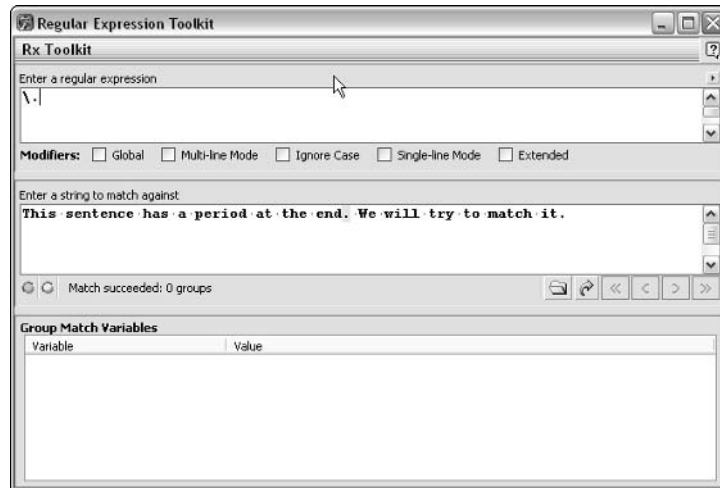 Regular Expression Toolkit
Rx Toolkit
Enter a regular expression
\.
Modifiers: Global Multi-line Mode Ignore Case Single-line Mode Extended
Enter a string to match against
This·sentence·has·a·period·at·the·end.·We·will·try·to·match·it.
Match succeeded: 0 groups
Group Match Variables
Variable Value